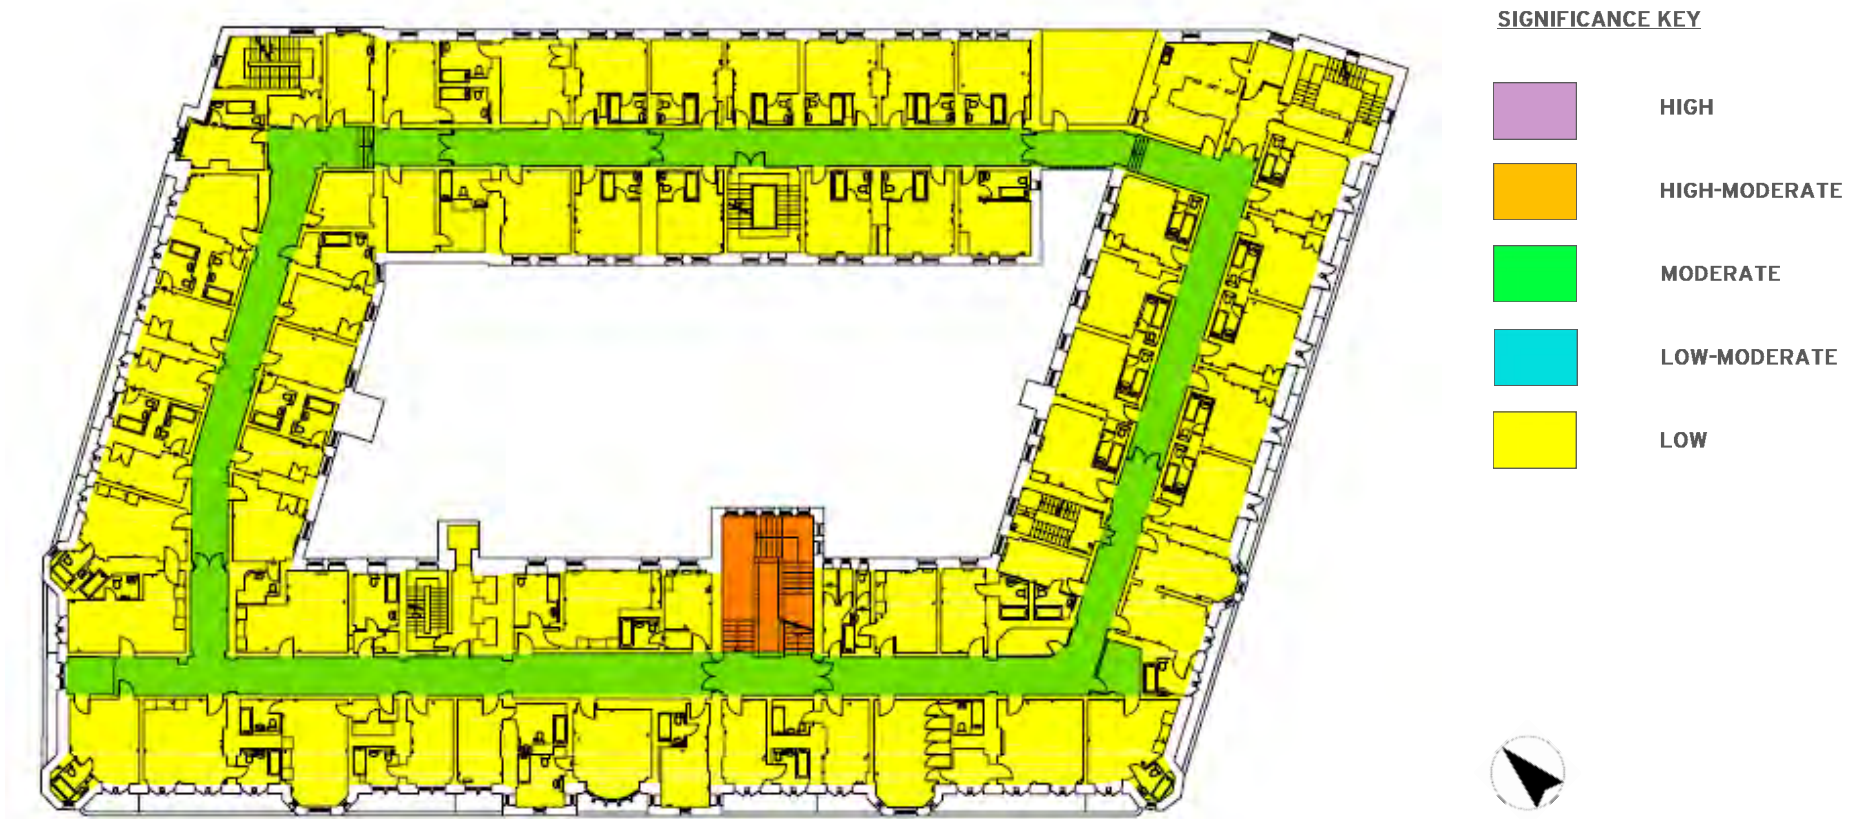 SIGNIFICANCE KEY
HIGH
HIGH-MODERATE
MODERATE
LOW-MODERATE
LOW